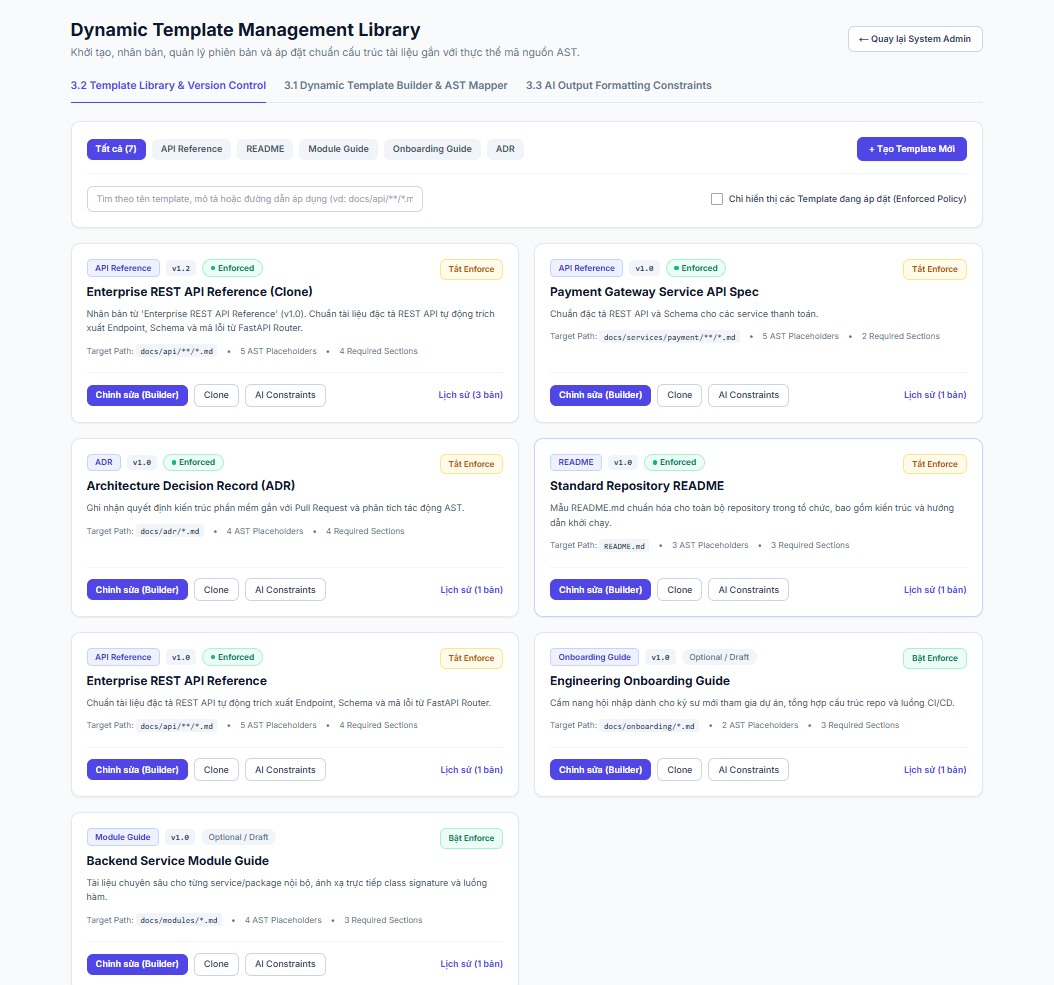 Dynamic Template Management Library
Khởi tạo, nhân bản, quản lý phiên bản và áp đặt chuẩn cấu trúc tài liệu gắn với thực thể mã nguồn AST.
← Quay lại System Admin
3.2 Template Library & Version Control
3.1 Dynamic Template Builder & AST Mapper
3.3 AI Output Formatting Constraints
Tất cả (7)
API Reference
README
Module Guide
Onboarding Guide
ADR
+ Tạo Template Mới
Tìm theo tên template, mô tả hoặc đường dẫn áp dụng (vd: docs/api/**/*.m
Chỉ hiển thị các Template đang áp đặt (Enforced Policy)
API Reference v1.2 • Enforced
Tắt Enforce
Enterprise REST API Reference (Clone)
Nhân bản từ 'Enterprise REST API Reference' (v1.0). Chuẩn tài liệu đặc tả REST API tự động trích
xuất Endpoint, Schema và mã lỗi từ FastAPI Router.
Target Path: docs/api/**/*.md • 5 AST Placeholders • 4 Required Sections
Chỉnh sửa (Builder) Clone AI Constraints Lịch sử (3 bản)
API Reference v1.0 • Enforced
Tắt Enforce
Payment Gateway Service API Spec
Chuẩn đặc tả REST API và Schema cho các service thanh toán.
Target Path: docs/services/payment/**/*.md • 5 AST Placeholders • 2 Required Sections
Chỉnh sửa (Builder) Clone AI Constraints Lịch sử (1 bản)
ADR v1.0 • Enforced
Tắt Enforce
Architecture Decision Record (ADR)
Ghi nhận quyết định kiến trúc phần mềm gắn với Pull Request và phân tích tác động AST.
Target Path: docs/adr/*.md • 4 AST Placeholders • 4 Required Sections
Chỉnh sửa (Builder) Clone AI Constraints Lịch sử (1 bản)
README v1.0 • Enforced
Tắt Enforce
Standard Repository README
Mẫu README.md chuẩn hóa cho toàn bộ repository trong tổ chức, bao gồm kiến trúc và hướng
dẫn khởi chạy.
Target Path: README.md • 3 AST Placeholders • 3 Required Sections
Chỉnh sửa (Builder) Clone AI Constraints Lịch sử (1 bản)
API Reference v1.0 • Enforced
Tắt Enforce
Enterprise REST API Reference
Chuẩn tài liệu đặc tả REST API tự động trích xuất Endpoint, Schema và mã lỗi từ FastAPI Router.
Target Path: docs/api/**/*.md • 5 AST Placeholders • 4 Required Sections
Chỉnh sửa (Builder) Clone AI Constraints Lịch sử (1 bản)
Onboarding Guide v1.0 Optional / Draft
Bật Enforce
Engineering Onboarding Guide
Cẩm nang hội nhập dành cho kỹ sư mới tham gia dự án, tổng hợp cấu trúc repo và luồng CI/CD.
Target Path: docs/onboarding/*.md • 2 AST Placeholders • 3 Required Sections
Chỉnh sửa (Builder) Clone AI Constraints Lịch sử (1 bản)
Module Guide v1.0 Optional / Draft
Bật Enforce
Backend Service Module Guide
Tài liệu chuyên sâu cho từng service/package nội bộ, ánh xạ trực tiếp class signature và luồng
hàm.
Target Path: docs/modules/*.md • 4 AST Placeholders • 3 Required Sections
Chỉnh sửa (Builder) Clone AI Constraints Lịch sử (1 bản)